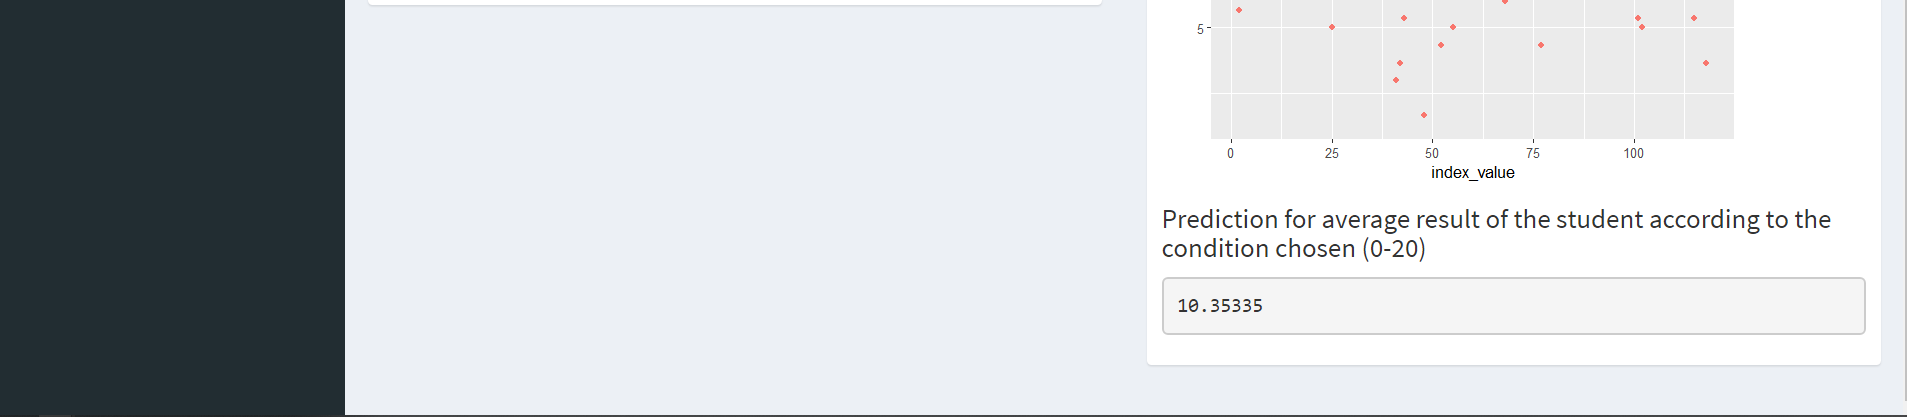 5
0 25 50 75 100
index_value
Prediction for average result of the student according to the
condition chosen (0-20)
10.35335